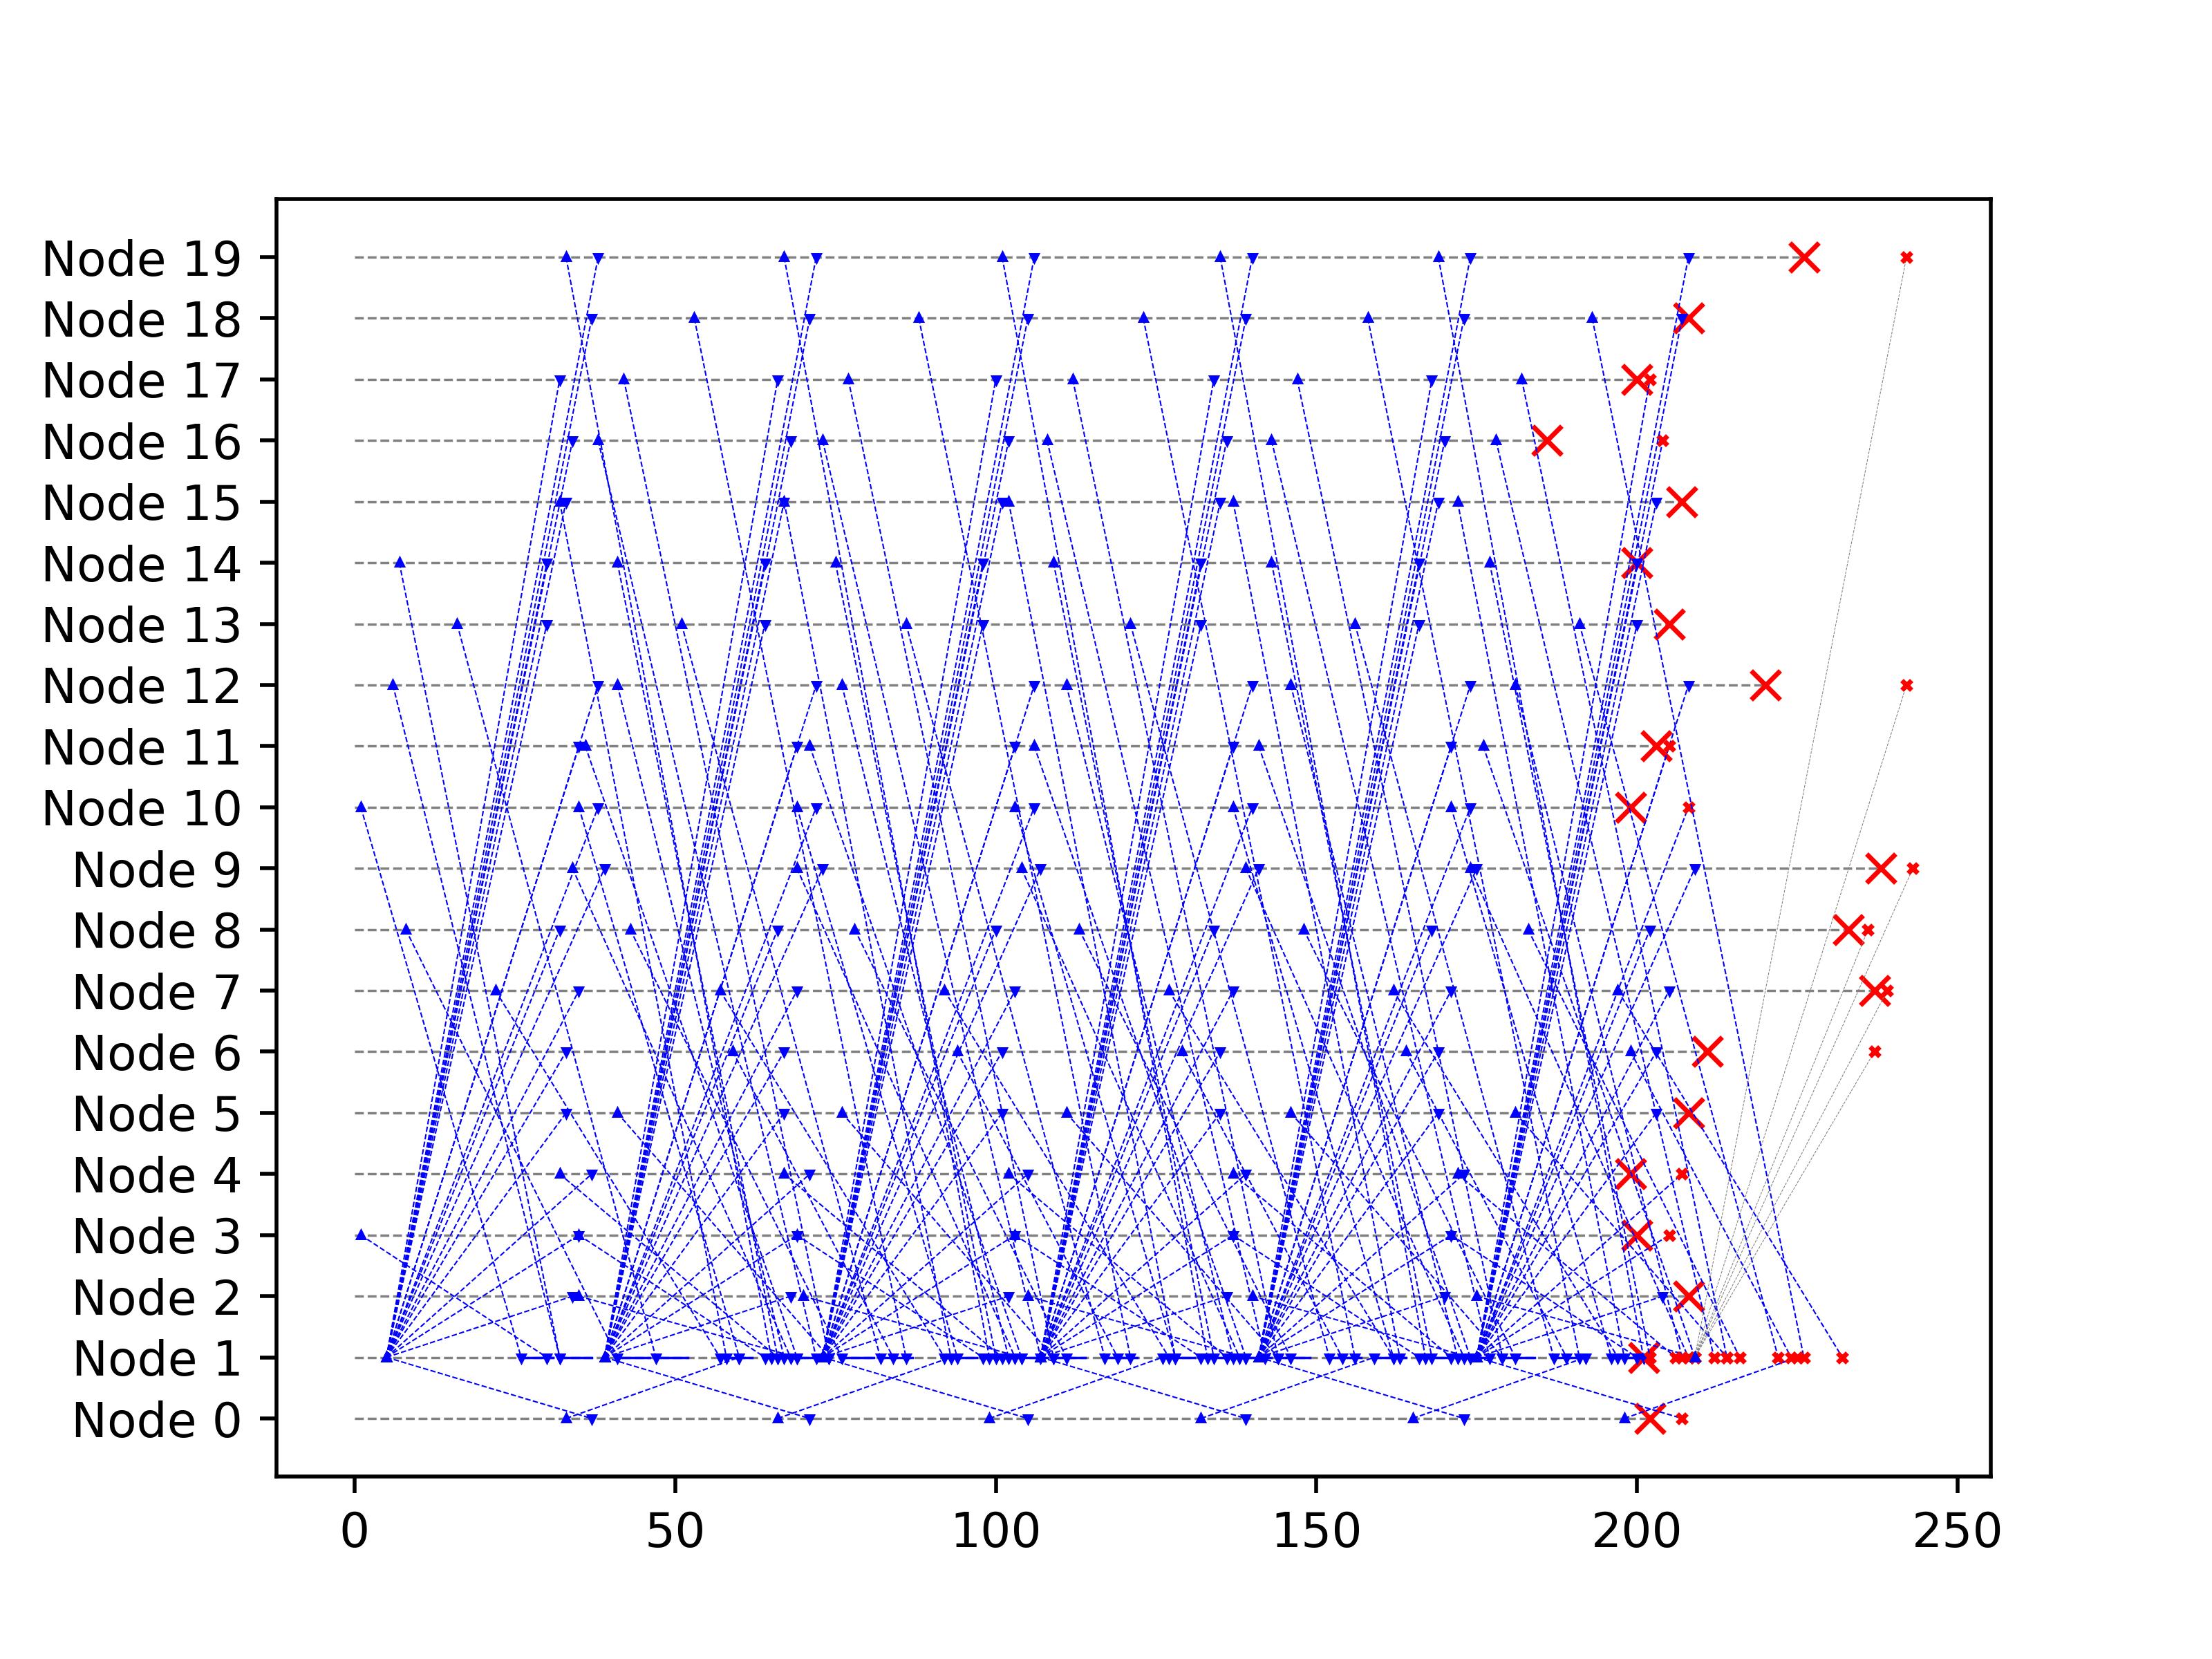 Node 19
Node 18
Node 17
Node 16
Node 15
Node 14
Node 13
Node 12
Node 11
Node 10
Node 9
Node 8
Node 7
Node 6
Node 5
Node 4
Node 3
Node 2
Node 1
Node 0
0 50 100 150 200 250